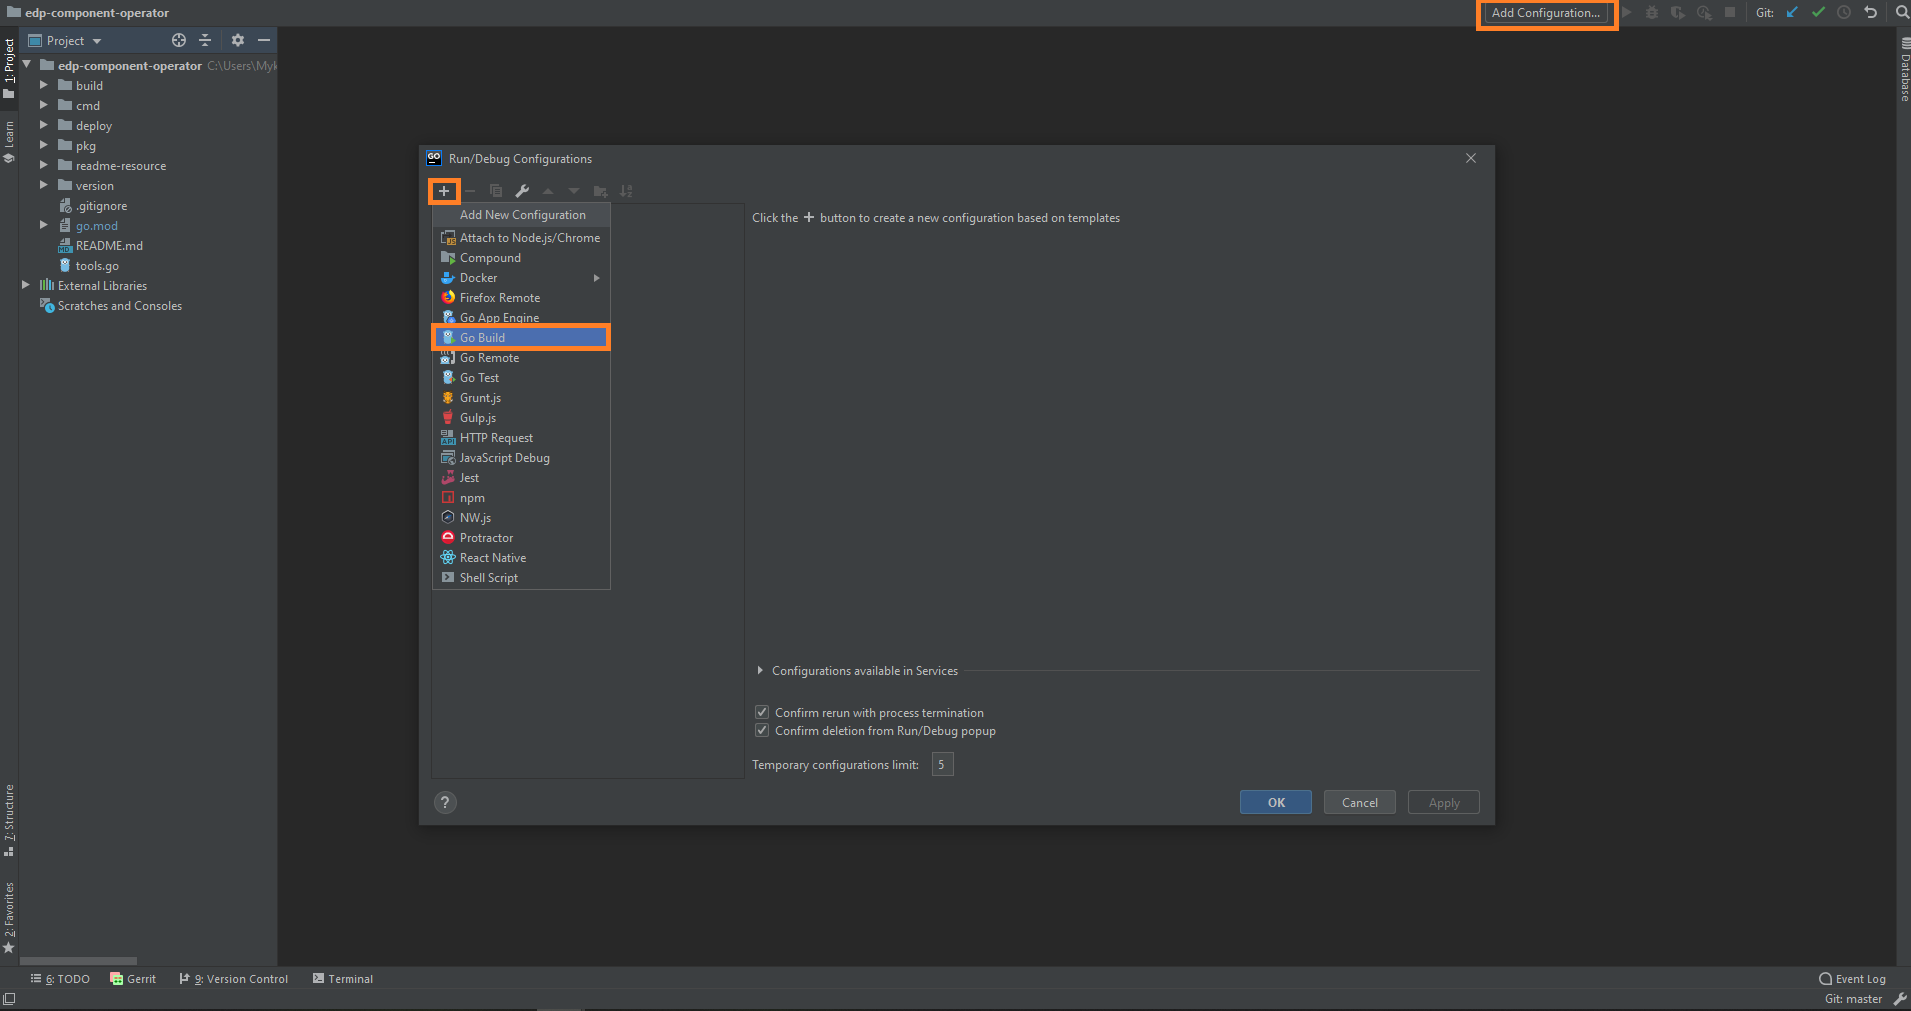 edp-component-operator
Add Configuration...
Git:
Project
1: Project
Learn
7: Structure
2: Favorites
Database
edp-component-operator C:\Users\Myk
build
cmd
deploy
pkg
readme-resource
version
.gitignore
go.mod
README.md
tools.go
External Libraries
Scratches and Consoles
GO Run/Debug Configurations
Add New Configuration
Attach to Node.js/Chrome
Compound
Docker
Firefox Remote
Go App Engine
Go Build
Go Remote
Go Test
Grunt.js
Gulp.js
HTTP Request
JavaScript Debug
Jest
npm
NW.js
Protractor
React Native
Shell Script
Click the + button to create a new configuration based on templates
Configurations available in Services
Confirm rerun with process termination
Confirm deletion from Run/Debug popup
Temporary configurations limit: 5
?
OK Cancel Apply
6: TODO Gerrit 9: Version Control Terminal Event Log
Git: master